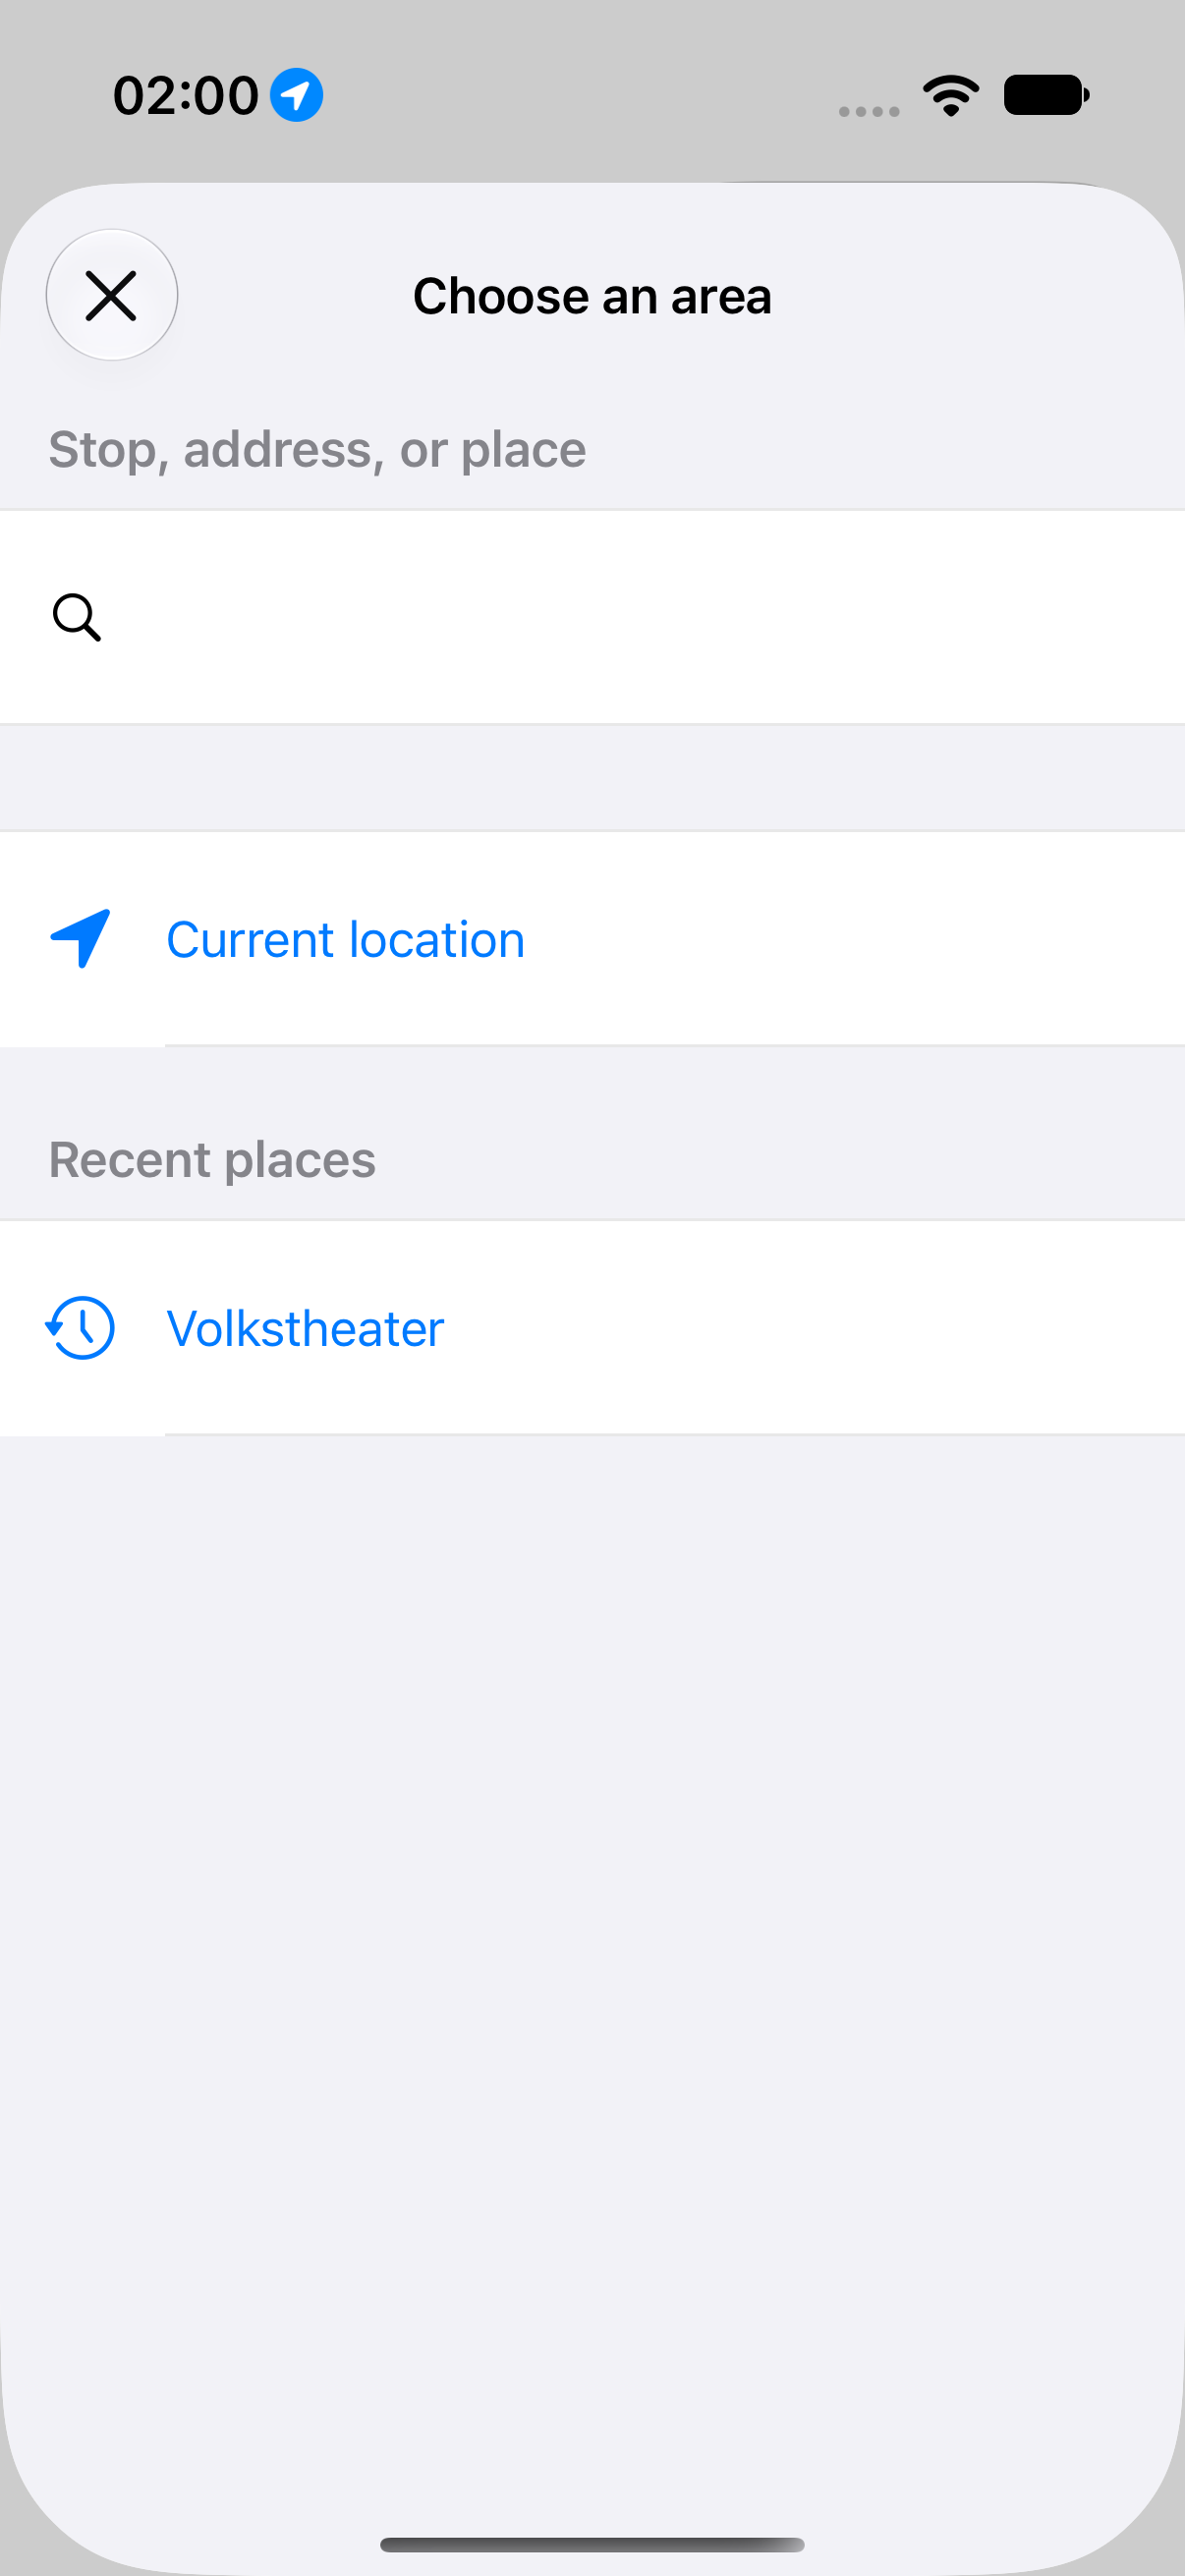 02:00
Choose an area
Stop, address, or place
Current location
Recent places
Volkstheater